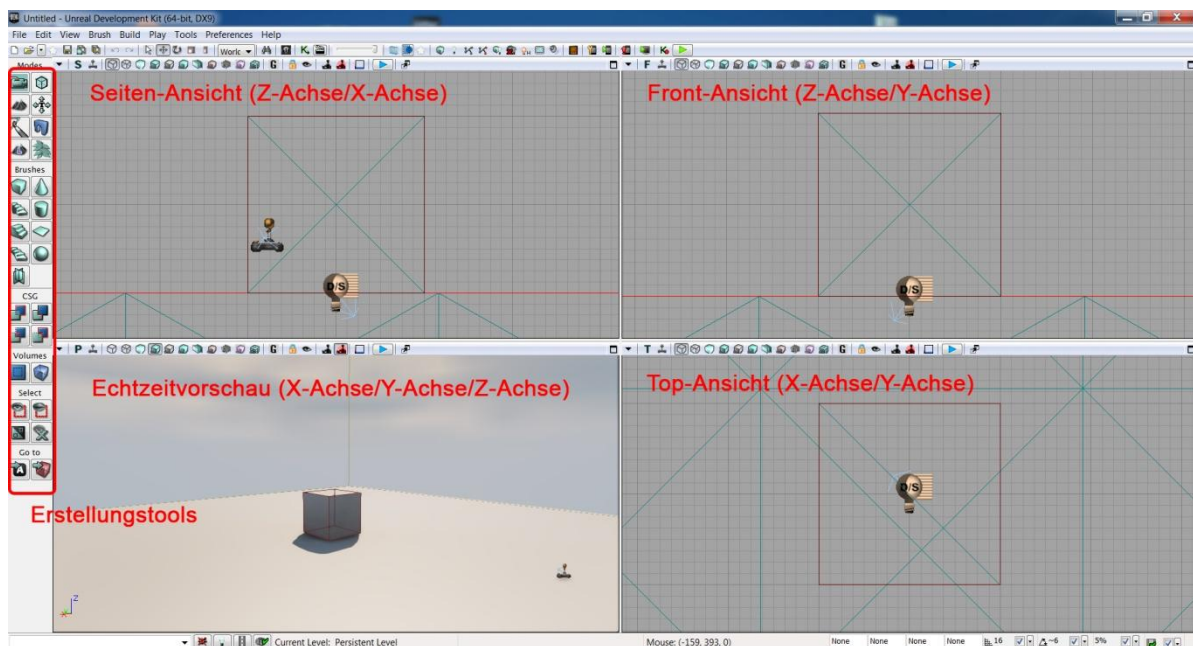 Untitled - Unreal Development Kit (64-bit, DX9)
File Edit View Brush Build Play Tools Preferences Help
Work
Modes
S G
F G
Seiten-Ansicht (Z-Achse/X-Achse)
Front-Ansicht (Z-Achse/Y-Achse)
Brushes
D/S
D/S
CSG
Volumes
P G
T G
Select
Echtzeitvorschau (X-Achse/Y-Achse/Z-Achse)
Top-Ansicht (X-Achse/Y-Achse)
Go to
A
D/S
Erstellungstools
Z
Current Level: Persistent Level
Mouse: (-159, 393, 0)
None None None None 16 ~6 5%